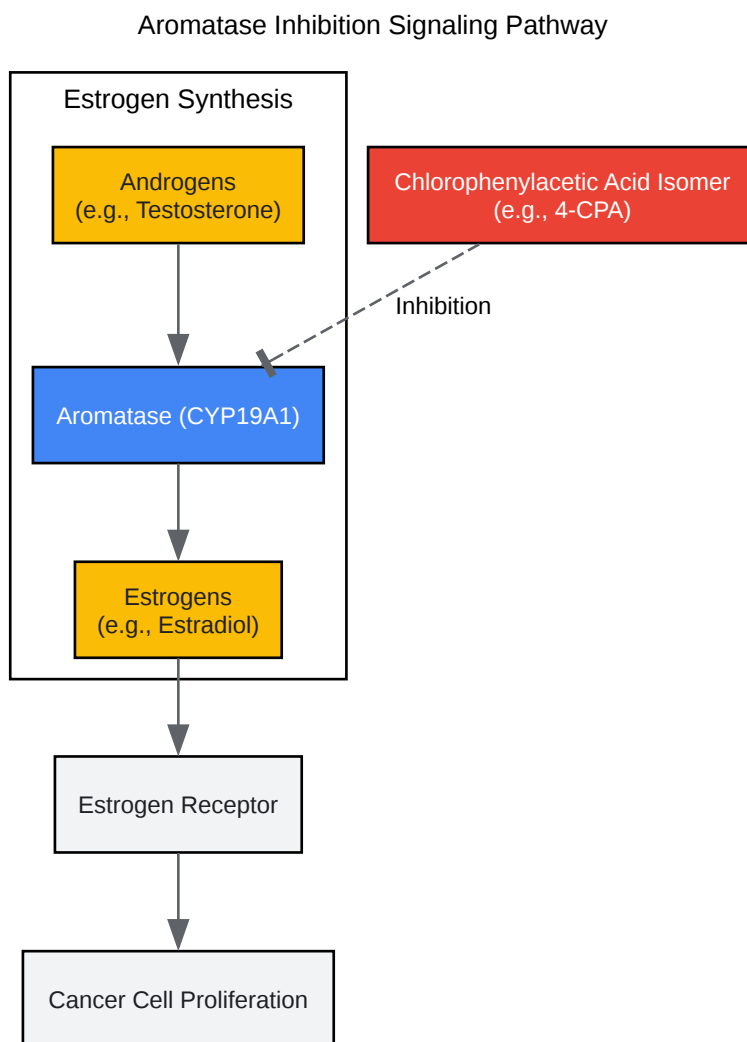 Aromatase Inhibition Signaling Pathway
Estrogen Synthesis
Androgens
(e.g., Testosterone)
Chlorophenylacetic Acid Isomer
(e.g., 4-CPA)
Inhibition
Aromatase (CYP19A1)
Estrogens
(e.g., Estradiol)
Estrogen Receptor
Cancer Cell Proliferation